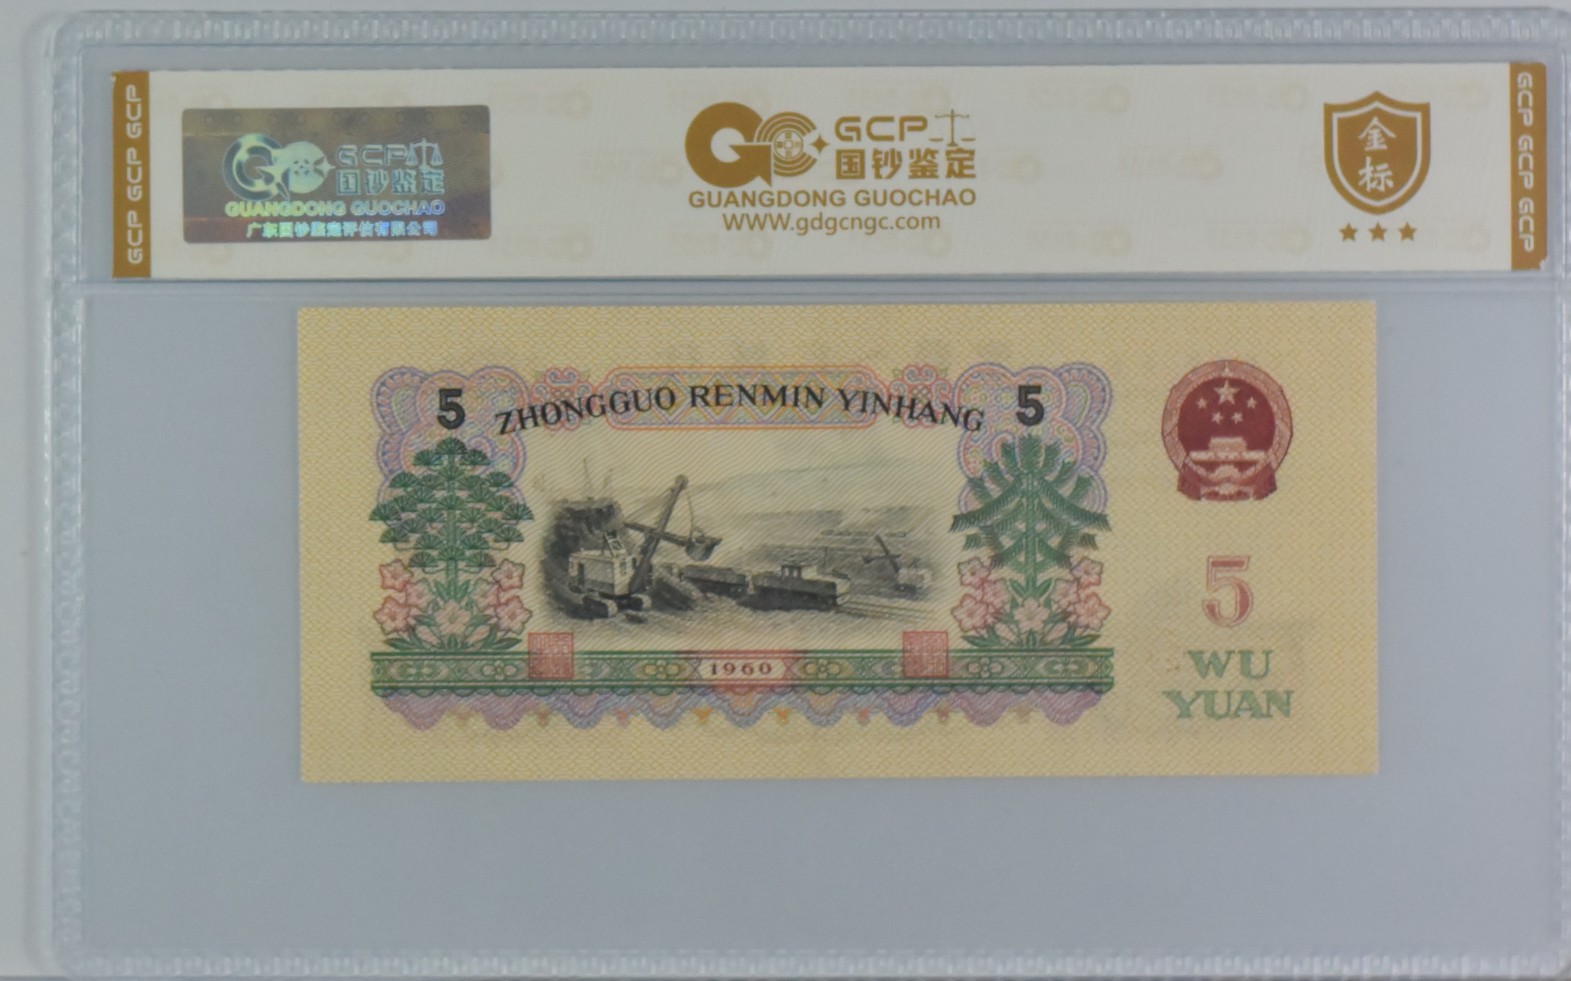 GCP GCP GCP
GCP
国钞鉴定
GUANGDONG GUOCHAO
广东国钞鉴定评估有限公司
GCP
国钞鉴定
GUANGDONG GUOCHAO
WWW.gdgcngc.com
金
标
GCP GCP GCP
5 ZHONGGUO RENMIN YINHANG 5
1960
5
WU
YUAN